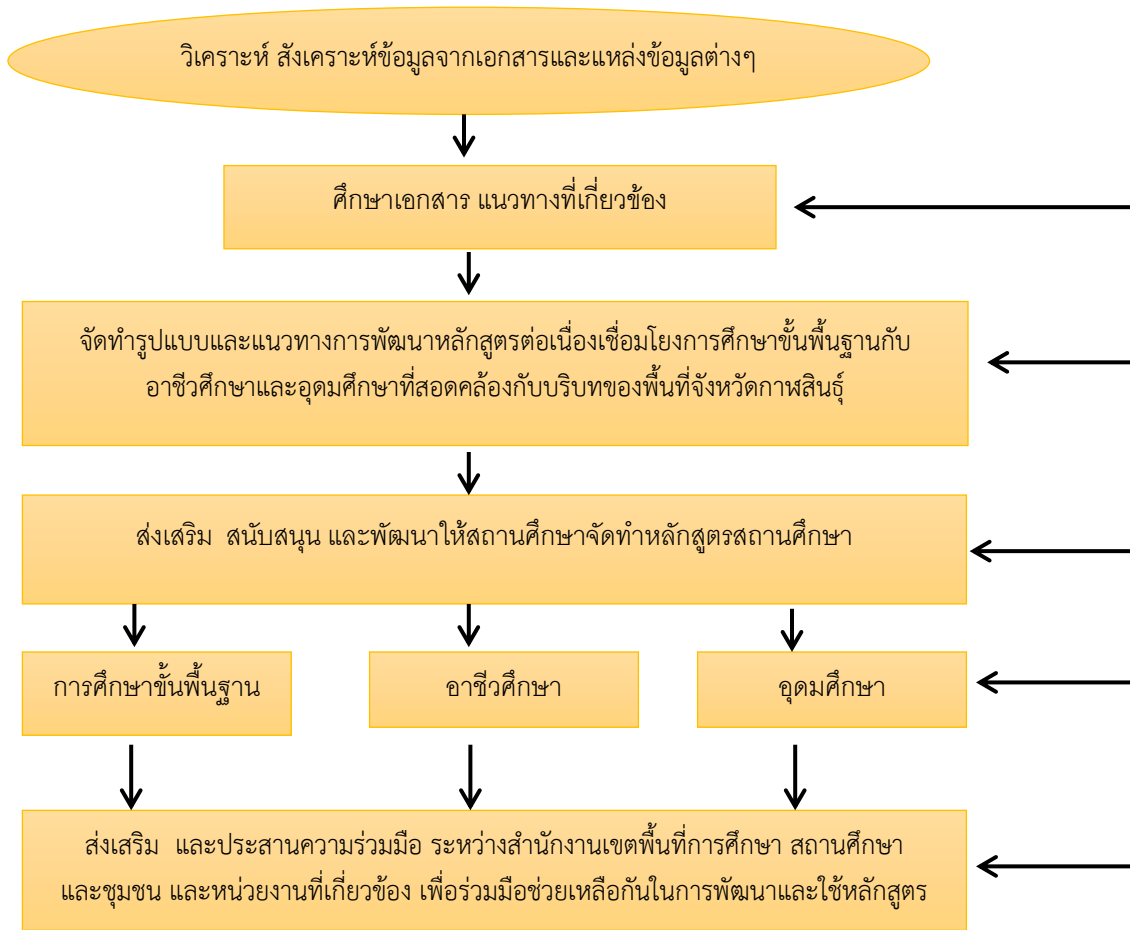 วิเคราะห์ สังเคราะห์ข้อมูลจากเอกสารและแหล่งข้อมูลต่างๆ
ศึกษาเอกสาร แนวทางที่เกี่ยวข้อง
จัดทำรูปแบบและแนวทางการพัฒนาหลักสูตรต่อเนื่องเชื่อมโยงการศึกษาขั้นพื้นฐานกับ
อาชีวศึกษาและอุดมศึกษาที่สอดคล้องกับบริบทของพื้นที่จังหวัดกาฬสินธุ์
ส่งเสริม สนับสนุน และพัฒนาให้สถานศึกษาจัดทำหลักสูตรสถานศึกษา
การศึกษาขั้นพื้นฐาน
อาชีวศึกษา
อุดมศึกษา
ส่งเสริม และประสานความร่วมมือ ระหว่างสำนักงานเขตพื้นที่การศึกษา สถานศึกษา
และชุมชน และหน่วยงานที่เกี่ยวข้อง เพื่อร่วมมือช่วยเหลือกันในการพัฒนาและใช้หลักสูตร